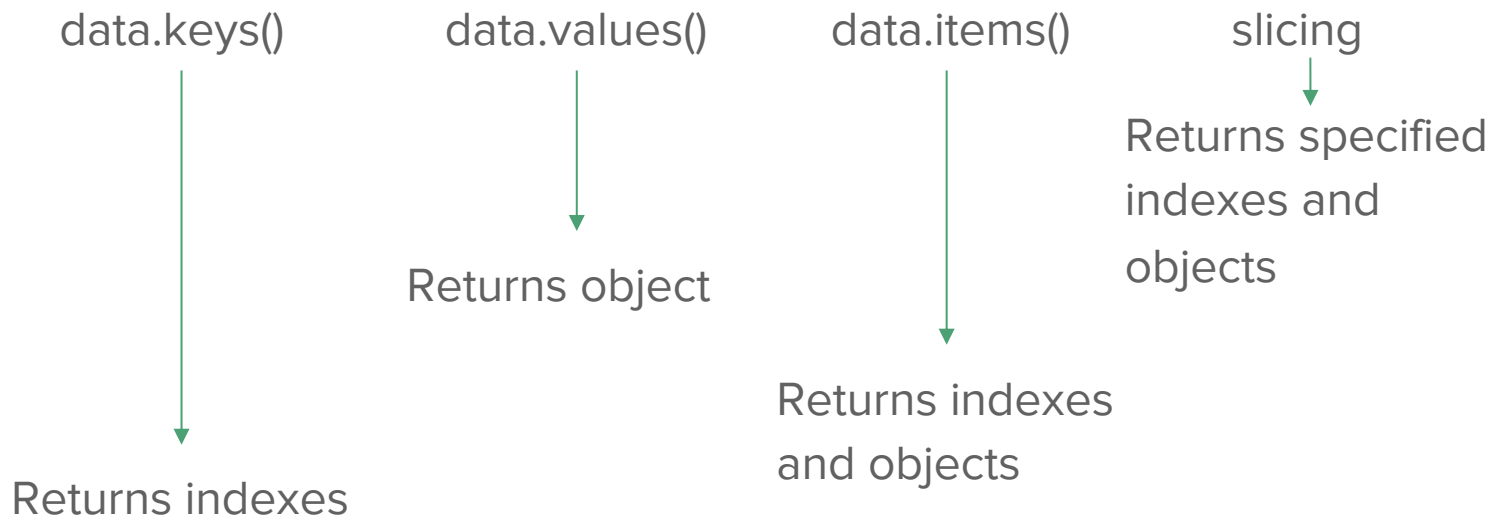 data.keys()
data.values()
data.items()
slicing
Returns specified
indexes and
objects
Returns object
Returns indexes
and objects
Returns indexes